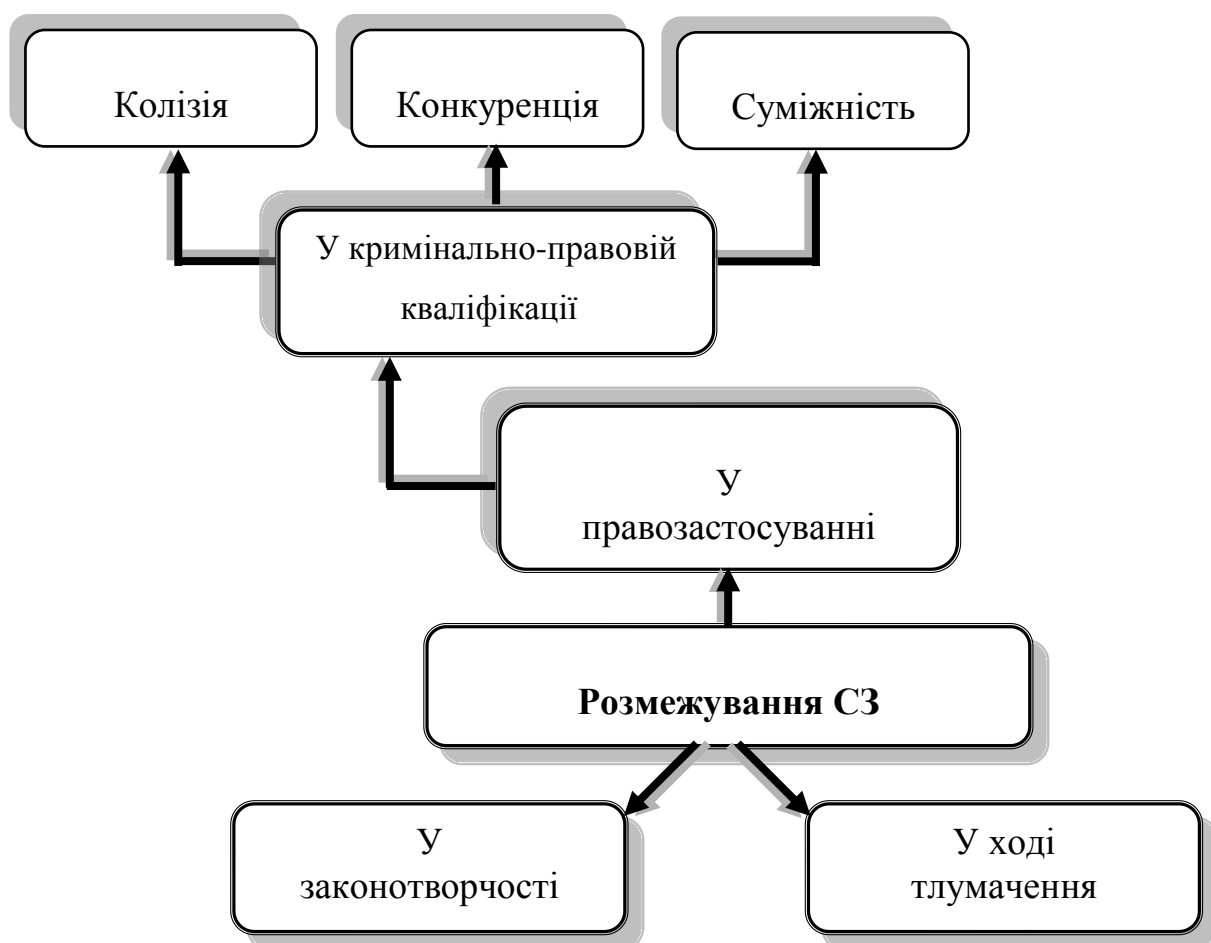 Колізія
Конкуренція
Суміжність
У кримінально-правовій
кваліфікації
У
правозастосуванні
Розмежування СЗ
У
законотворчості
У ході
тлумачення